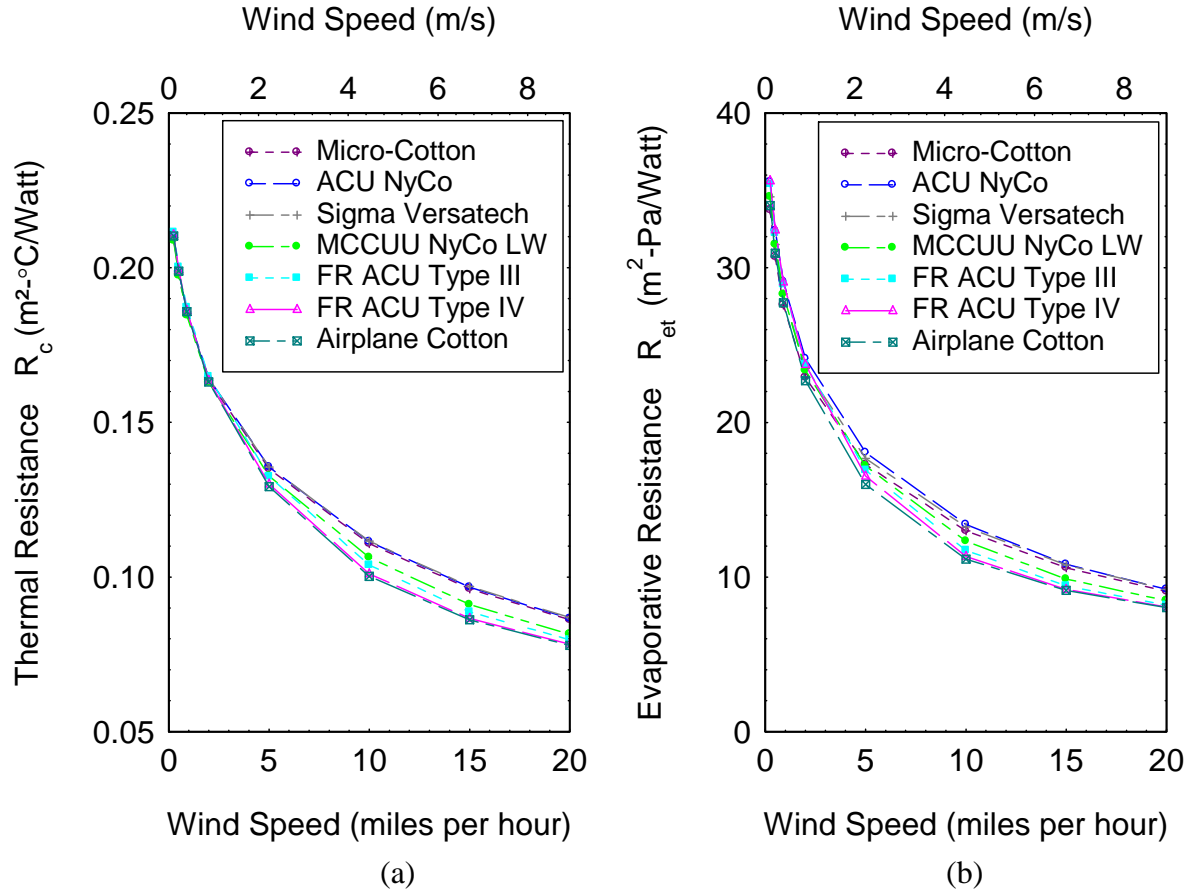 Wind Speed (m/s)
0 2 4 6 8
0.25
0.20
0.15
0.10
0.05
Thermal Resistance R_c (m²-°C/Watt)
Micro-Cotton
ACU NyCo
Sigma Versatech
MCCUU NyCo LW
FR ACU Type III
FR ACU Type IV
Airplane Cotton
0 5 10 15 20
Wind Speed (miles per hour)
(a)
Wind Speed (m/s)
0 2 4 6 8
40
30
20
10
0
Evaporative Resistance R_et (m²-Pa/Watt)
Micro-Cotton
ACU NyCo
Sigma Versatech
MCCUU NyCo LW
FR ACU Type III
FR ACU Type IV
Airplane Cotton
0 5 10 15 20
Wind Speed (miles per hour)
(b)